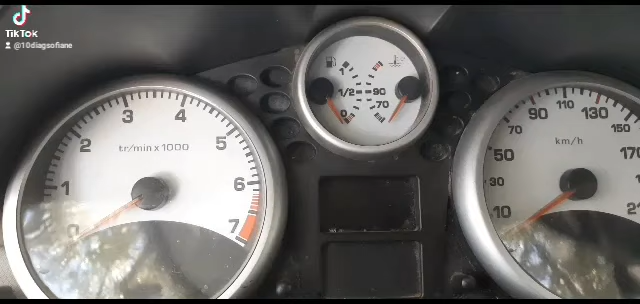 TikTok
@10diagsofiane
0 1 2 3 4 5 6 7
tr/min x 1000
1 1/2 0
90 70
10 30 50 70 90 110 130 150 170
km/h